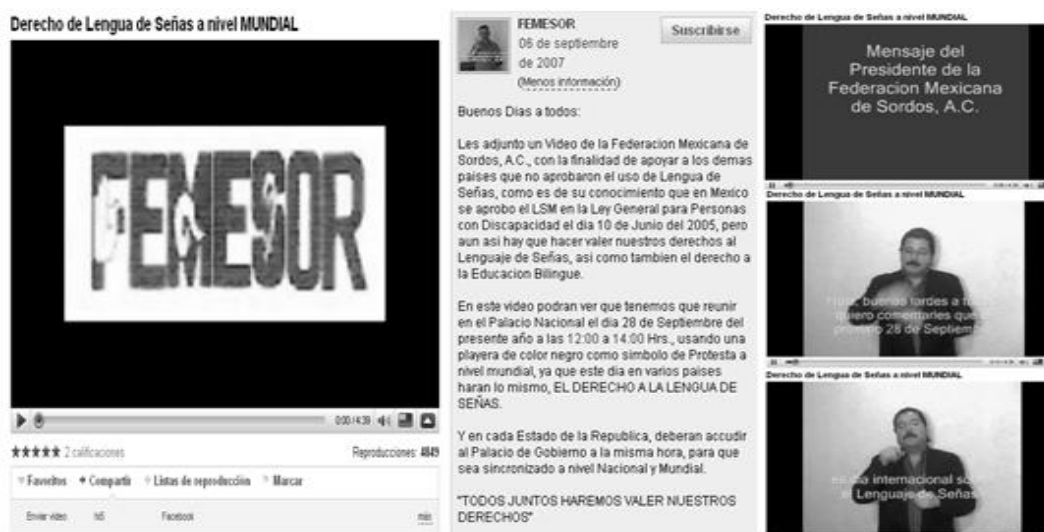 Derecho de Lengua de Señas a nivel MUNDIAL
FEMESOR
0:00 / 4:39
2 calificaciones
Reproducciones: 4849
Favoritos
Compartir
Listas de reproducción
Marcar
Enviar video
hi5
Facebook
más
FEMESOR
06 de septiembre
de 2007
(Menos información)
Suscribirse
Buenos Dias a todos:
Les adjunto un Video de la Federacion Mexicana de
Sordos, A.C., con la finalidad de apoyar a los demas
paises que no aprobaron el uso de Lengua de
Señas, como es de su conocimiento que en Mexico
se aprobo el LSM en la Ley General para Personas
con Discapacidad el dia 10 de Junio del 2005, pero
aun asi hay que hacer valer nuestros derechos al
Lenguaje de Señas, asi como tambien el derecho a
la Educacion Bilingue.
En este video podran ver que tenemos que reunir
en el Palacio Nacional el dia 28 de Septiembre del
presente año a las 12:00 a 14:00 Hrs., usando una
playera de color negro como simbolo de Protesta a
nivel mundial, ya que este dia en varios paises
haran lo mismo, EL DERECHO A LA LENGUA DE
SEÑAS.
Y en cada Estado de la Republica, deberan accudir
al Palacio de Gobierno a la misma hora, para que
sea sincronizado a nivel Nacional y Mundial.
"TODOS JUNTOS HAREMOS VALER NUESTROS
DERECHOS"
Derecho de Lengua de Señas a nivel MUNDIAL
Mensaje del
Presidente de la
Federacion Mexicana
de Sordos, A.C.
Derecho de Lengua de Señas a nivel MUNDIAL
buenas tardes a
quiero comentarles que
próximo 28 de Septiembre
Derecho de Lengua de Señas a nivel MUNDIAL
dia internacional
el Lenguaje de Señas